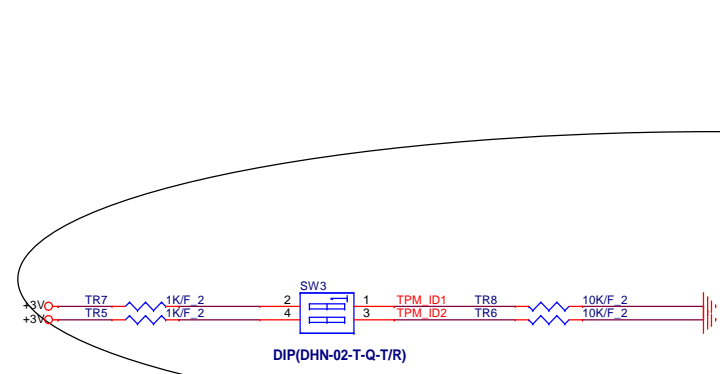 SW3
+3V TR7 1K/F_2 2 1 TPM_ID1 TR8 10K/F_2
+3V TR5 1K/F_2 4 3 TPM_ID2 TR6 10K/F_2
DIP(DHN-02-T-Q-T/R)